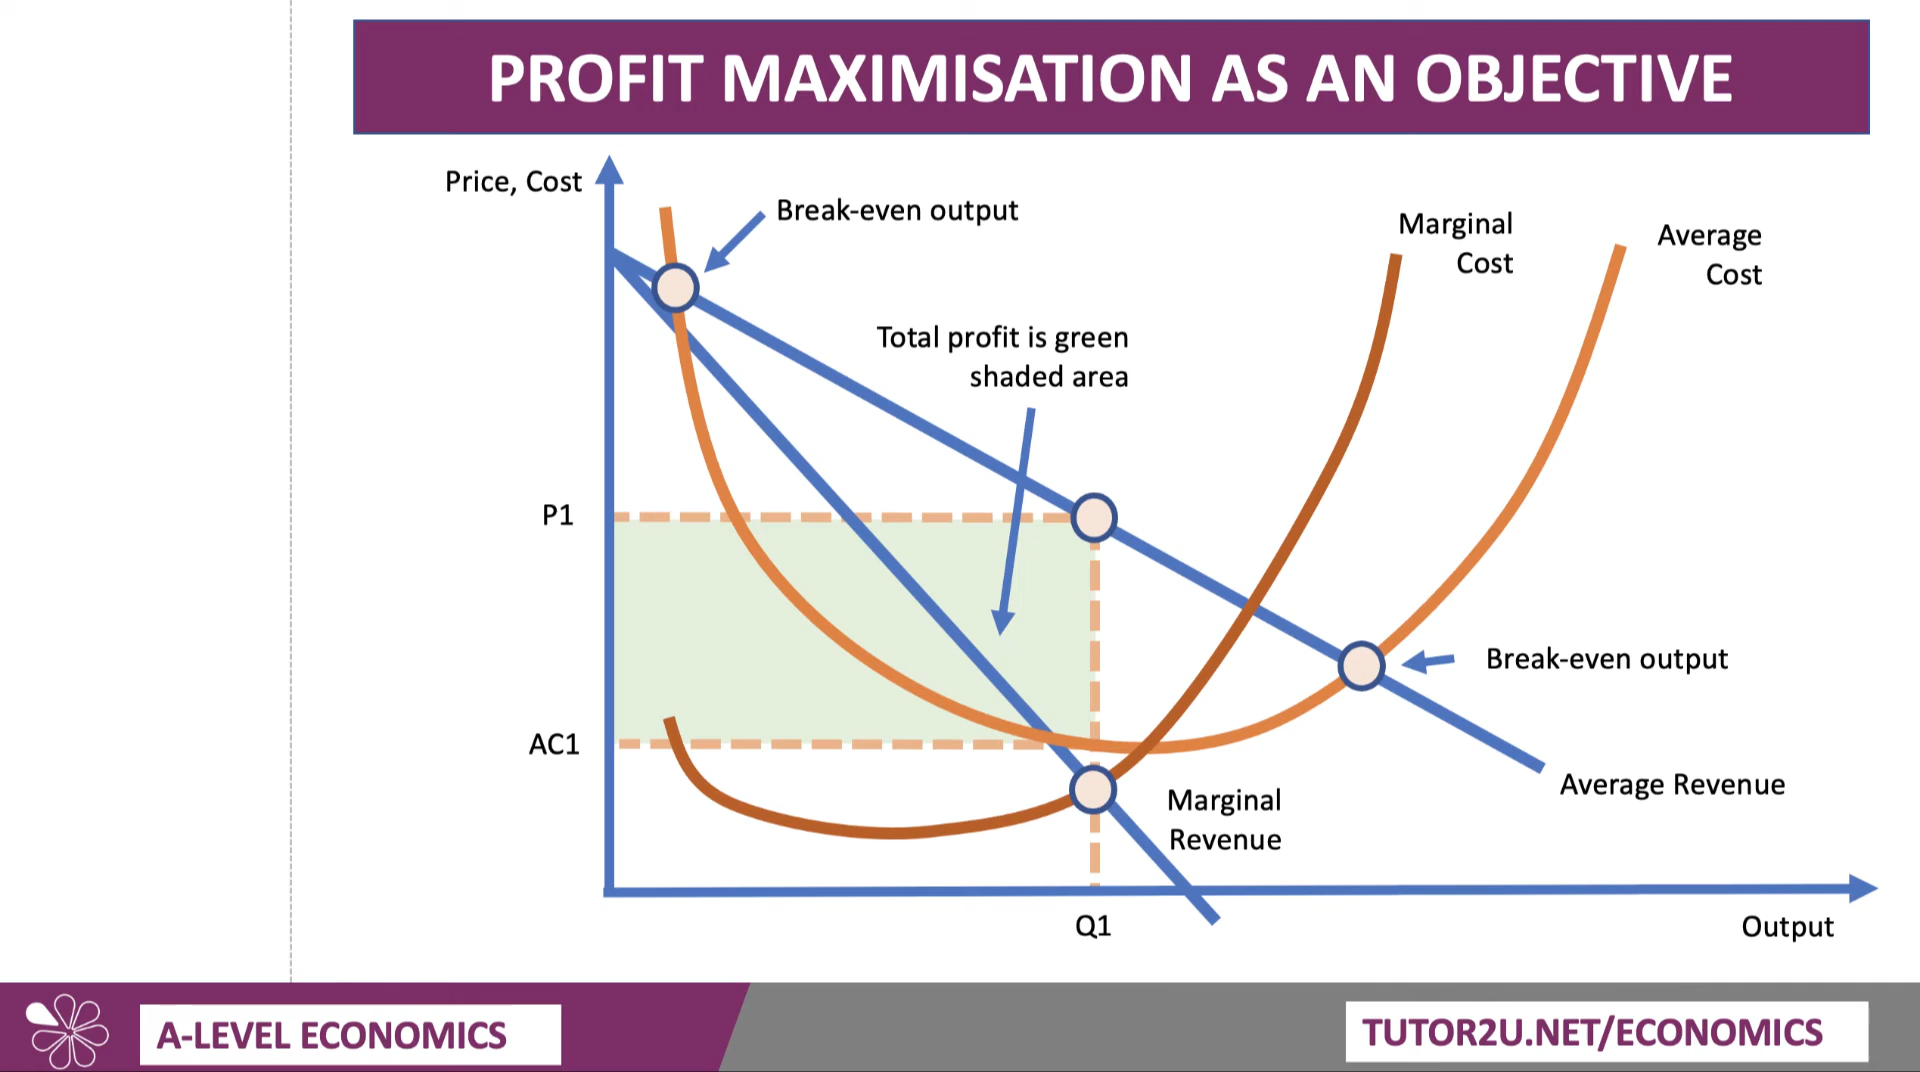 PROFIT MAXIMISATION AS AN OBJECTIVE
Price, Cost
Break-even output
Marginal
Cost
Average
Cost
Total profit is green
shaded area
P1
Break-even output
AC1
Average Revenue
Marginal
Revenue
Q1
Output
A-LEVEL ECONOMICS
TUTOR2U.NET/ECONOMICS